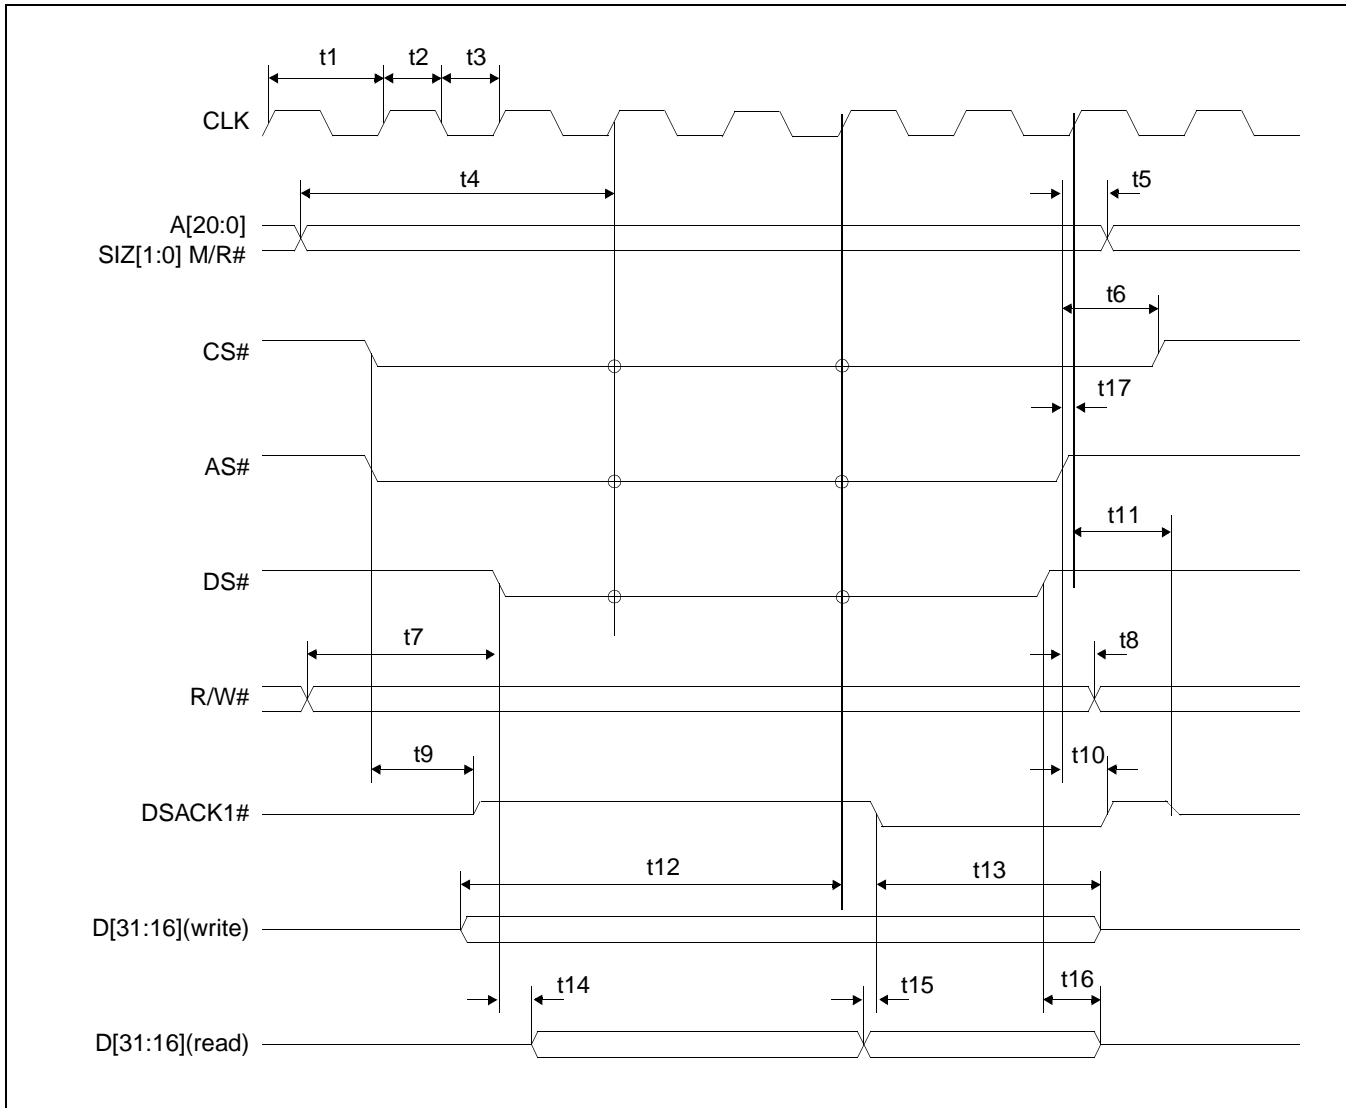 t1 t2 t3
CLK
t4 t5
A[20:0]
SIZ[1:0] M/R#
t6
CS#
t17
AS#
t11
DS#
t7 t8
R/W#
t9 t10
DSACK1#
t12 t13
D[31:16](write)
t14 t15 t16
D[31:16](read)